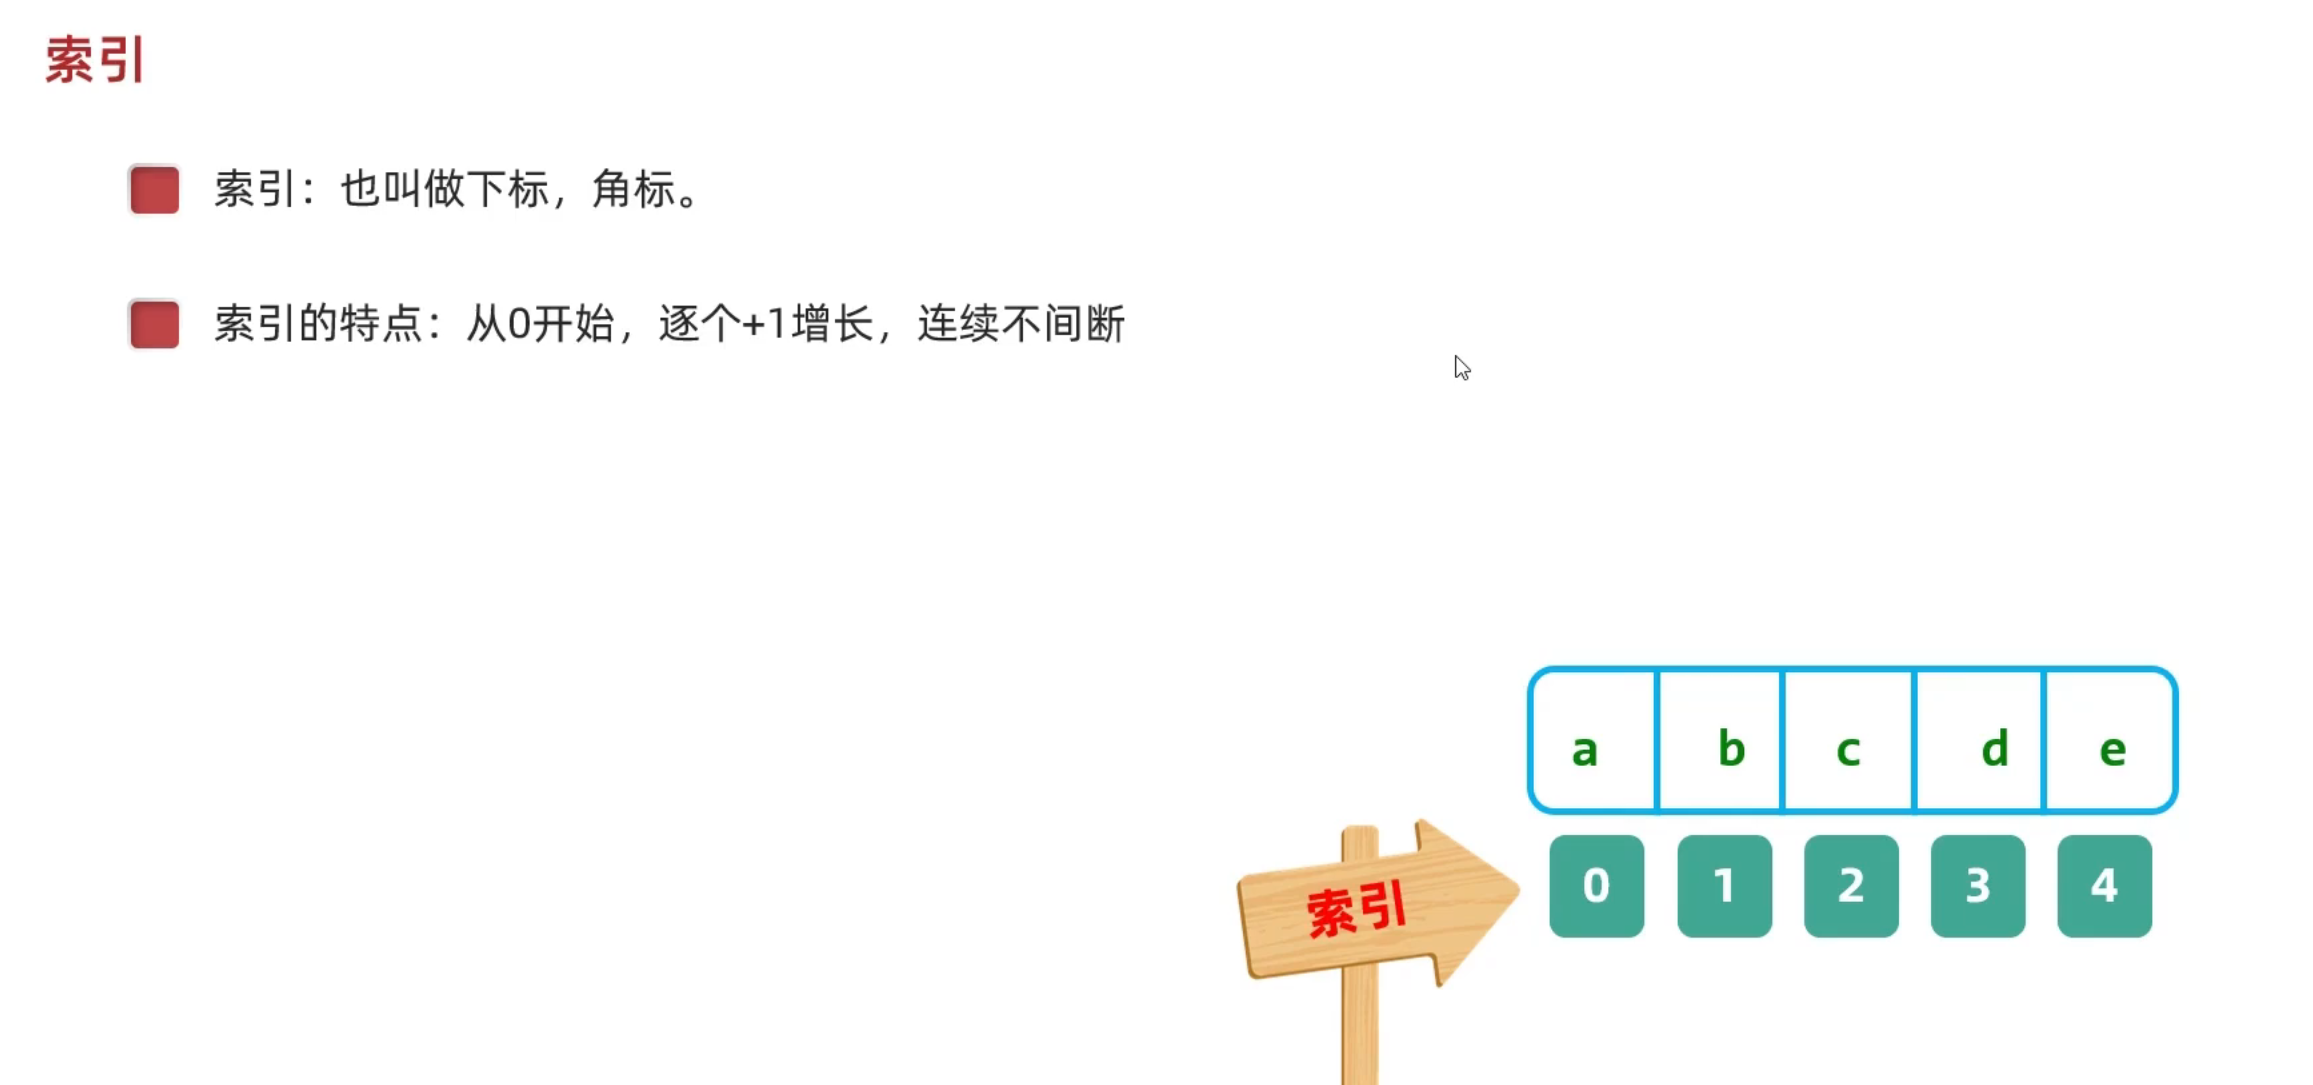 索引
索引：也叫做下标，角标。
索引的特点：从0开始，逐个+1增长，连续不间断
a b c d e
索引
0 1 2 3 4